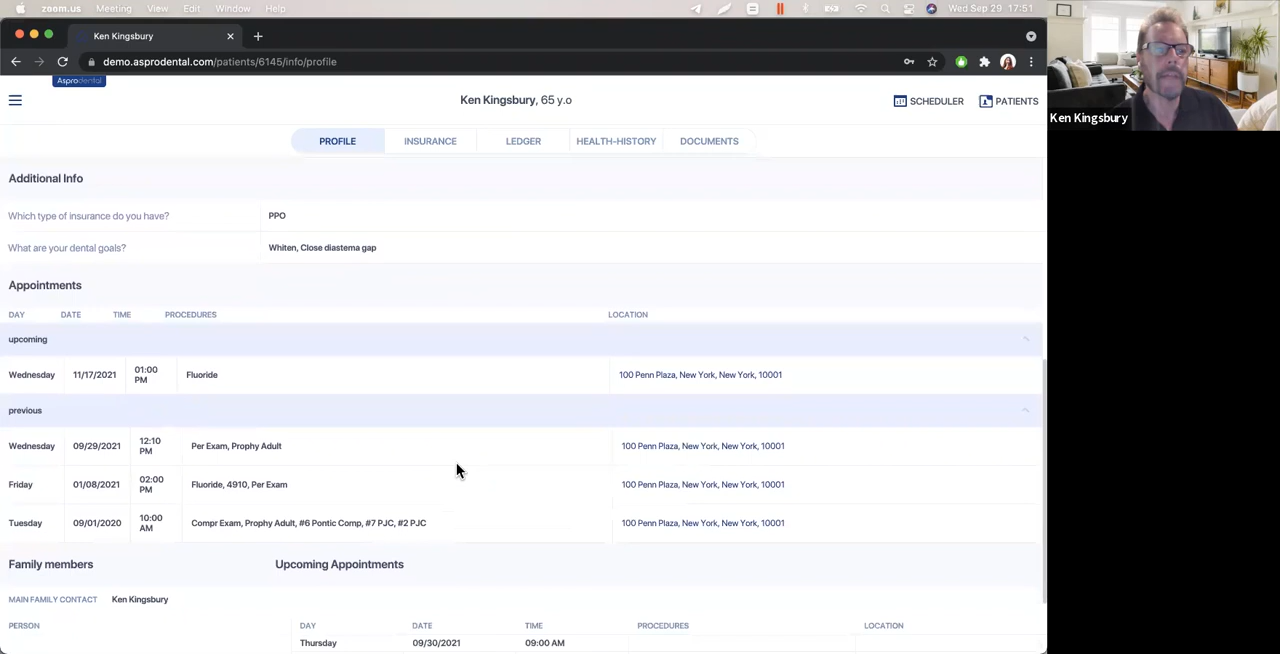 zoom.us Meeting View Edit Window Help Wed Sep 29 17:51
Ken Kingsbury
demo.asprodental.com/patients/6145/info/profile
Asprodental
Ken Kingsbury, 65 y.o SCHEDULER PATIENTS
Ken Kingsbury
PROFILE INSURANCE LEDGER HEALTH-HISTORY DOCUMENTS
Additional Info
Which type of insurance do you have? PPO
What are your dental goals? Whiten, Close diastema gap
Appointments
DAY DATE TIME PROCEDURES LOCATION
upcoming
Wednesday 11/17/2021 01:00 PM Fluoride 100 Penn Plaza, New York, New York, 10001
previous
Wednesday 09/29/2021 12:10 PM Per Exam, Prophy Adult 100 Penn Plaza, New York, New York, 10001
Friday 01/08/2021 02:00 PM Fluoride, 4910, Per Exam 100 Penn Plaza, New York, New York, 10001
Tuesday 09/01/2020 10:00 AM Compr Exam, Prophy Adult, #6 Pontic Comp, #7 PJC, #2 PJC 100 Penn Plaza, New York, New York, 10001
Family members Upcoming Appointments
MAIN FAMILY CONTACT Ken Kingsbury
PERSON DAY DATE TIME PROCEDURES LOCATION
Thursday 09/30/2021 09:00 AM